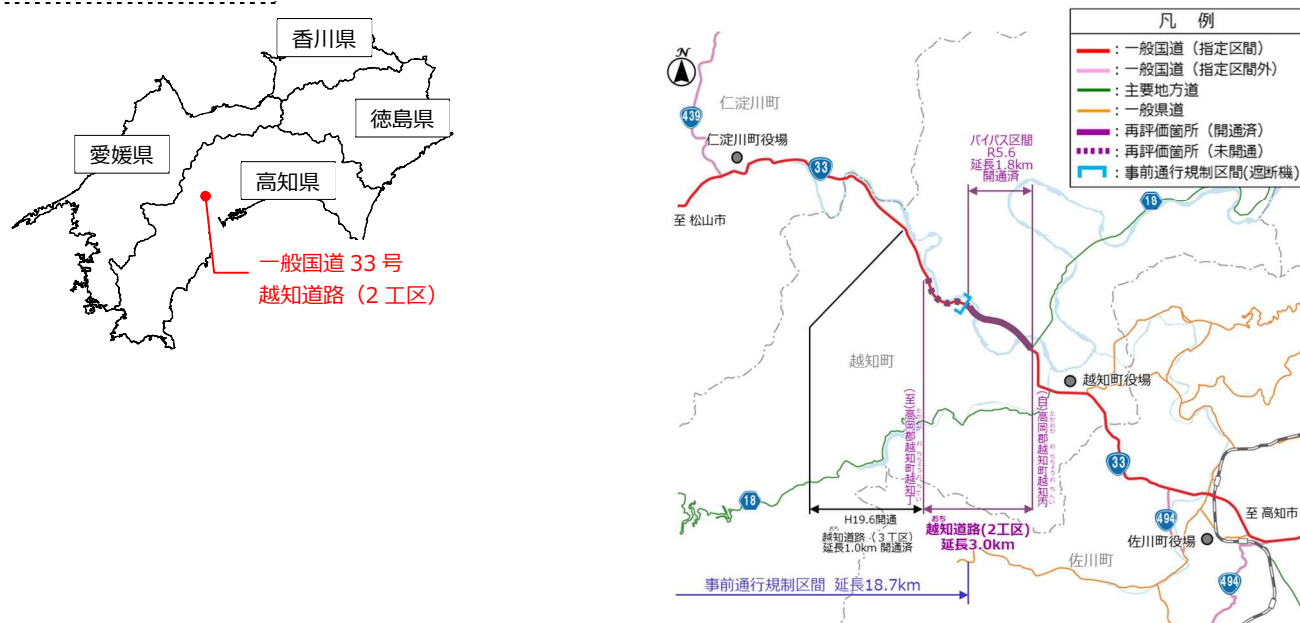 香川県
徳島県
愛媛県
高知県
一般国道 33 号
越知道路（2 工区）
凡 例
：一般国道（指定区間）
：一般国道（指定区間外）
：主要地方道
：一般県道
：再評価箇所（開通済）
：再評価箇所（未開通）
：事前通行規制区間(遮断機)
N
439
仁淀川町
仁淀川町役場
33
至 松山市
バイパス区間
R5.6
延長1.8km
開通済
18
越知町
越知町役場
(至)高岡郡越知町越知丁
(自)高岡郡越知町越知丙
33
18
H19.6開通
越知道路（3工区）
延長1.0km 開通済
おち
越知道路(2工区)
延長3.0km
494
至 高知市
佐川町役場
佐川町
494
事前通行規制区間 延長18.7km